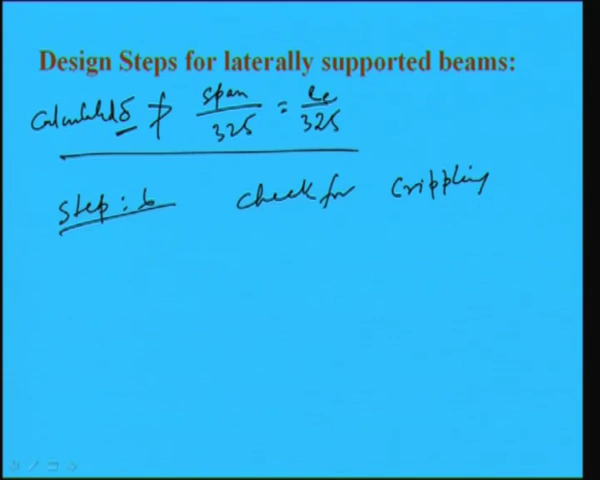 Design Steps for laterally supported beams:
Calculated δ ≯ span/325 = le/325
Step: 6 Check for Crippling